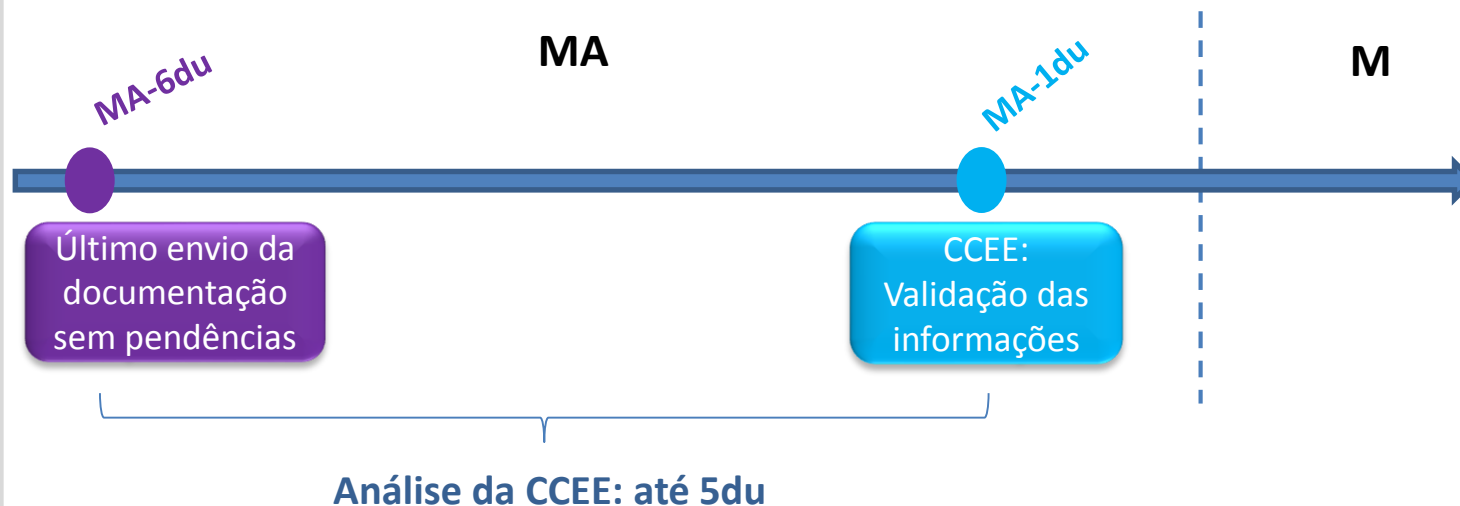 MA
M
MA-6du
MA-1du
Último envio da
documentação
sem pendências
CCEE:
Validação das
informações
Análise da CCEE: até 5du